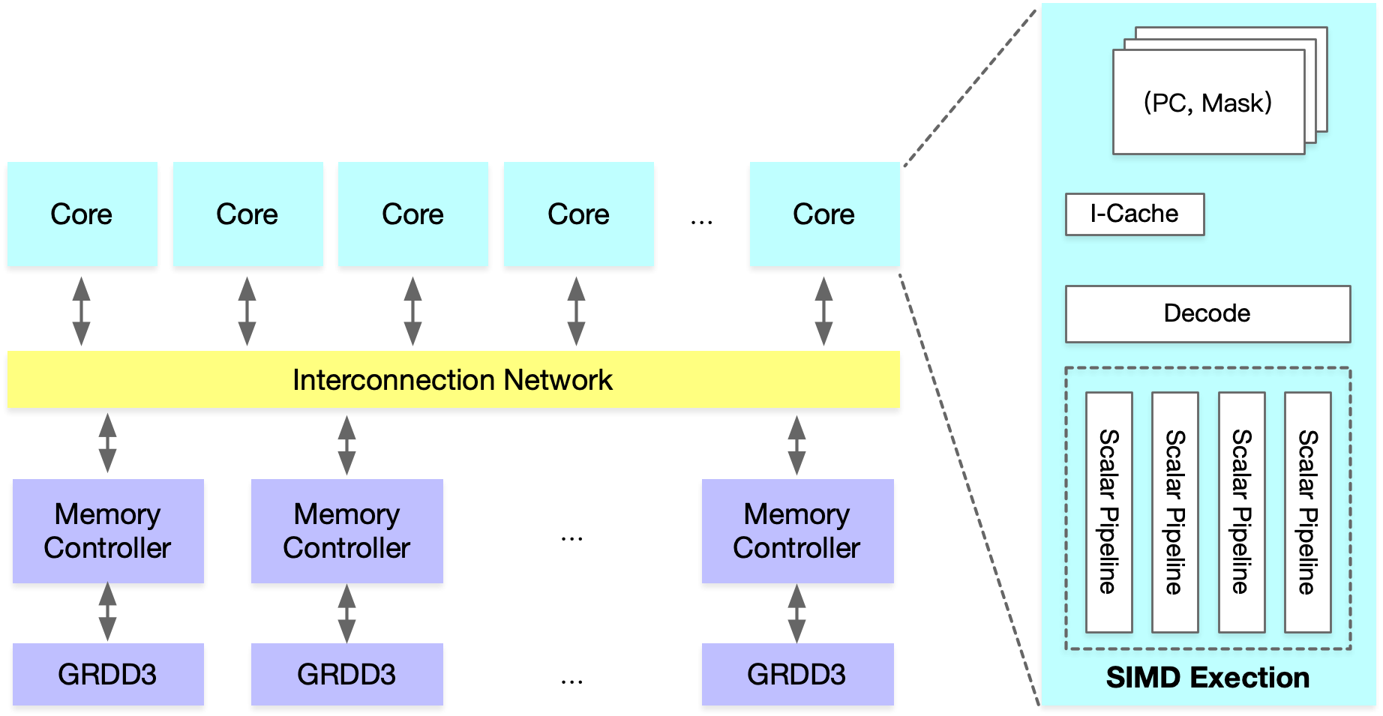 Core
Core
Core
Core
...
Core
Interconnection Network
Memory
Controller
Memory
Controller
...
Memory
Controller
GRDD3
GRDD3
...
GRDD3
(PC, Mask)
I-Cache
Decode
Scalar Pipeline
Scalar Pipeline
Scalar Pipeline
Scalar Pipeline
SIMD Exection